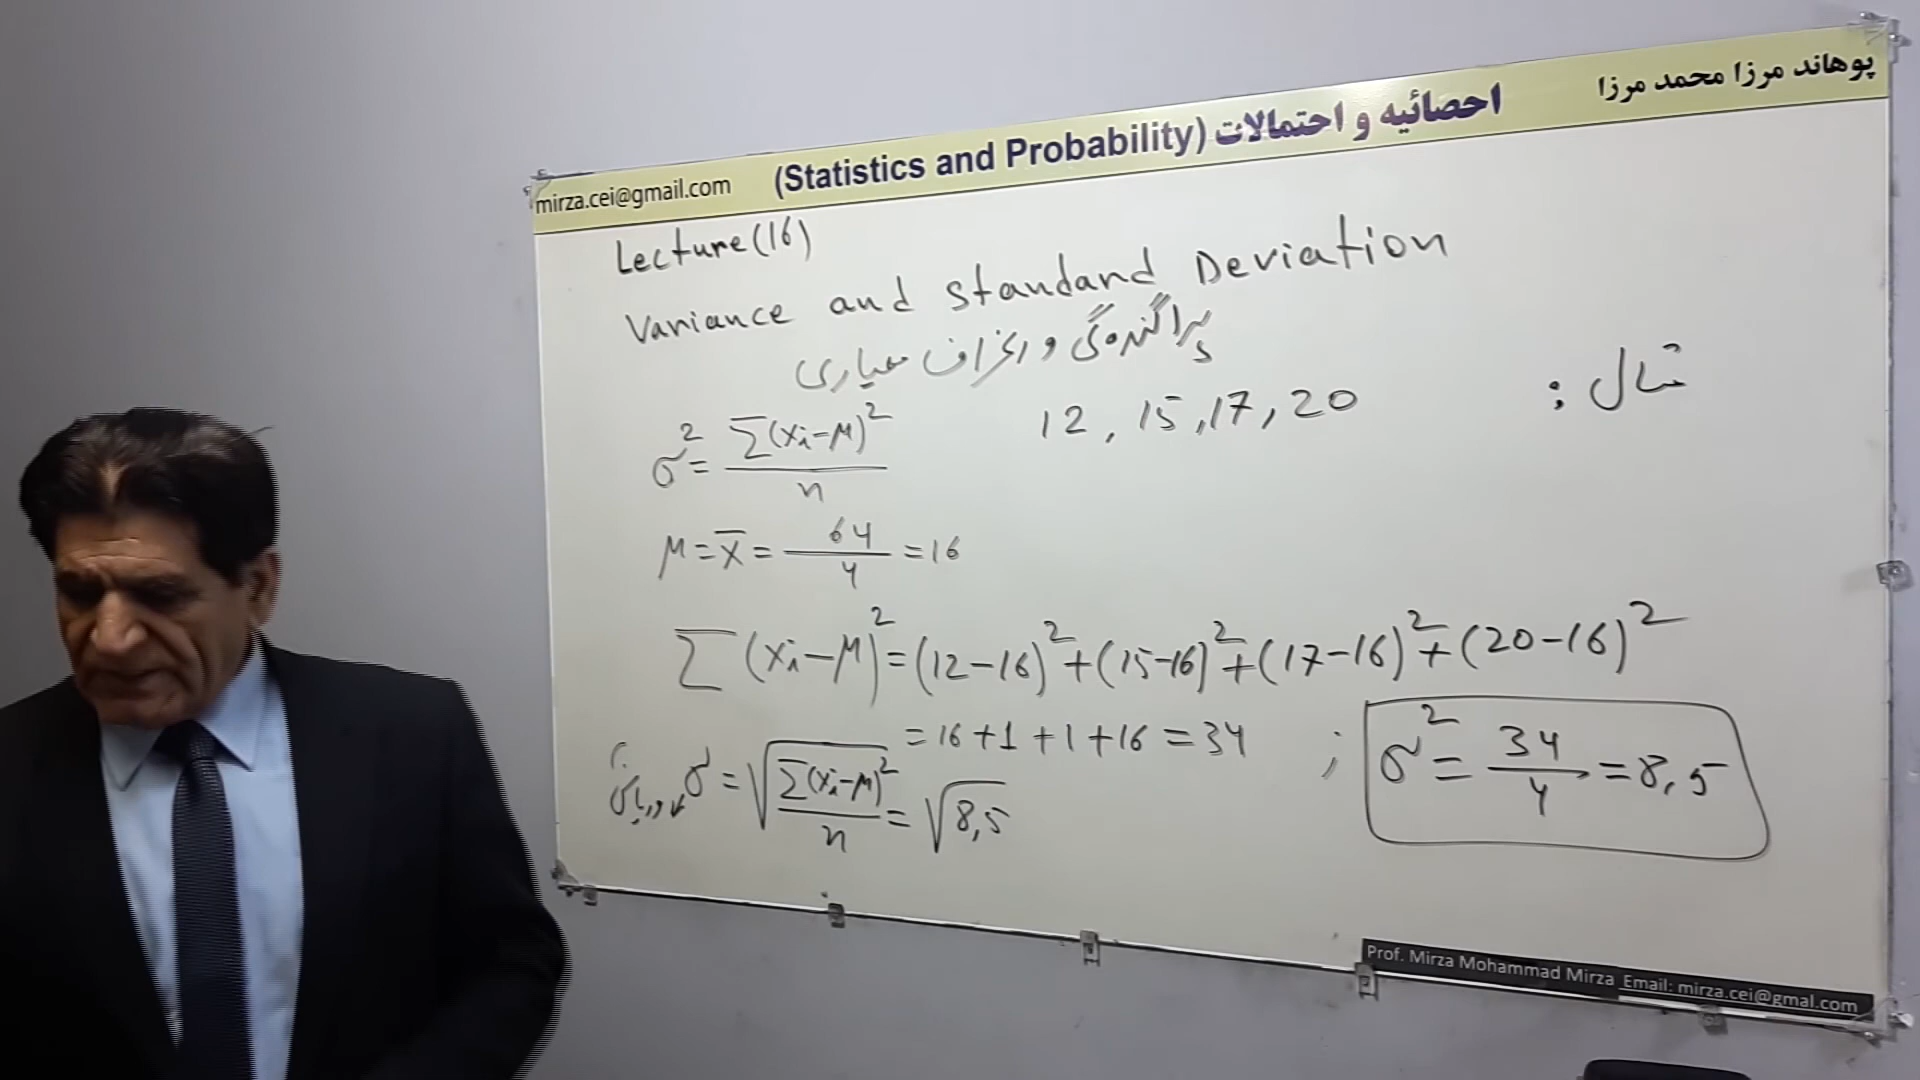 mirza.cei@gmail.com (Statistics and Probability) احصائیه و احتمالات پوهاند مرزا محمد مرزا
Lecture(16)
Variance and Standard Deviation
پراگندگی و انحراف معیاری
مثال :
12 , 15 , 17 , 20
σ² = Σ(xᵢ-μ)² / n
μ = x̄ = 64/4 = 16
Σ(xᵢ-μ)² = (12-16)² + (15-16)² + (17-16)² + (20-16)²
= 16 + 1 + 1 + 16 = 34 ; σ² = 34/4 = 8,5
σ = √(Σ(xᵢ-μ)² / n) = √8,5
Prof. Mirza Mohammad Mirza Email: mirza.cei@gmal.com